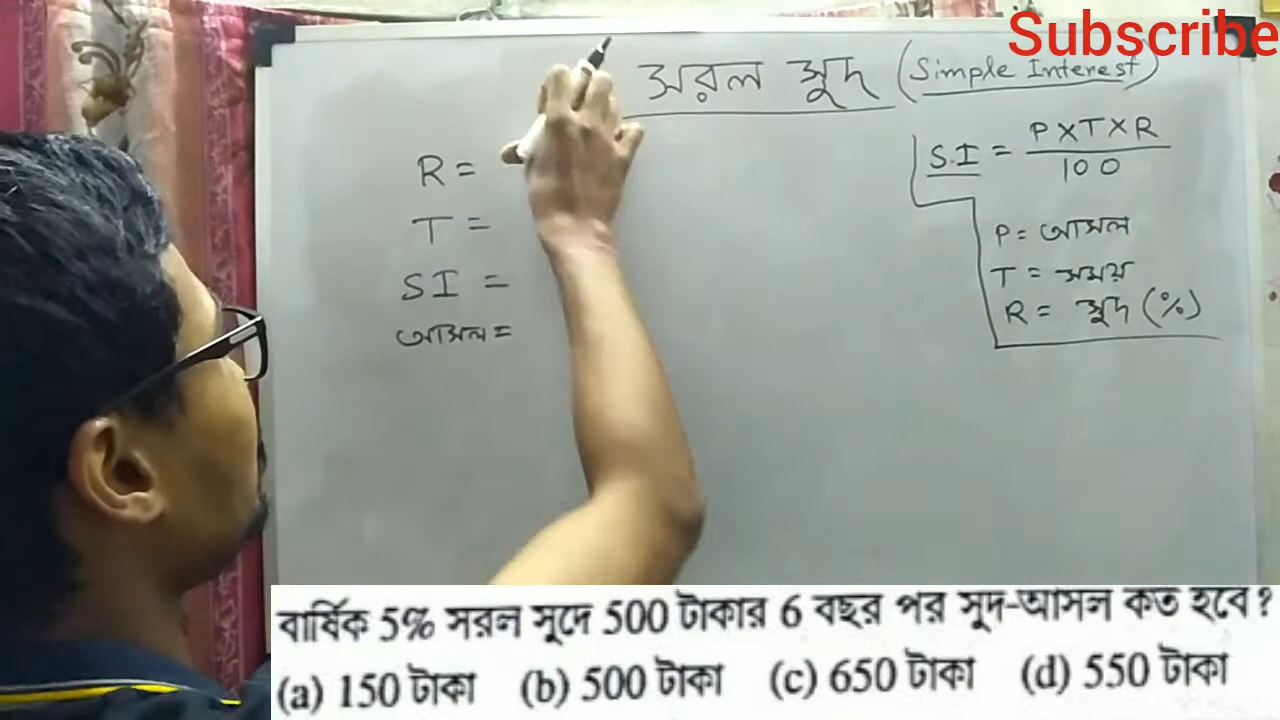 Subscribe
সরল সুদ (Simple Interest)
R =
T =
SI =
আসল =
S.I = P×T×R
100
P = আসল
T = সময়
R = সুদ (%)
বার্ষিক 5% সরল সুদে 500 টাকার 6 বছর পর সুদ-আসল কত হবে?
(a) 150 টাকা (b) 500 টাকা (c) 650 টাকা (d) 550 টাকা